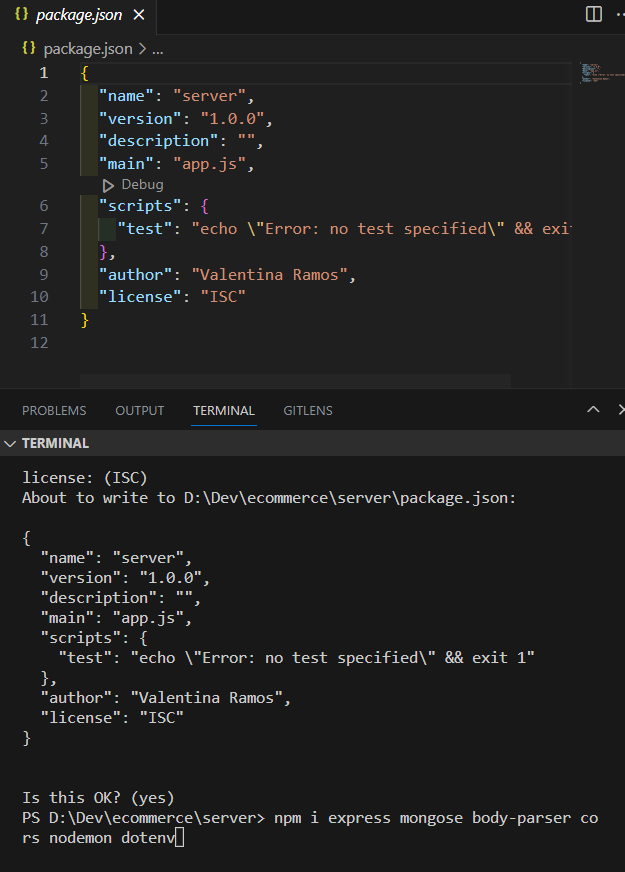 {} package.json ×
{} package.json > ...
1 {
2 "name": "server",
3 "version": "1.0.0",
4 "description": "",
5 "main": "app.js",
Debug
6 "scripts": {
7 "test": "echo \"Error: no test specified\" && exi
8 },
9 "author": "Valentina Ramos",
10 "license": "ISC"
11 }
12
PROBLEMS OUTPUT TERMINAL GITLENS
TERMINAL
license: (ISC)
About to write to D:\Dev\ecommerce\server\package.json:
{
"name": "server",
"version": "1.0.0",
"description": "",
"main": "app.js",
"scripts": {
"test": "echo \"Error: no test specified\" && exit 1"
},
"author": "Valentina Ramos",
"license": "ISC"
}
Is this OK? (yes)
PS D:\Dev\ecommerce\server> npm i express mongose body-parser co
rs nodemon dotenv